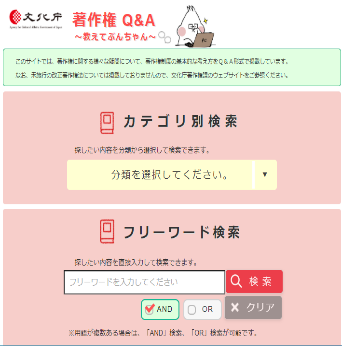 文化庁
著作権 Q&A
～教えてぶんちゃん～
このサイトでは、著作権に関する様々な疑問について、著作権制度の基本的な考え方をQ＆A形式で掲載しています。
なお、未施行の改正著作権法については掲載しておりませんので、文化庁著作権課のウェブサイトをご参照ください。
カテゴリ別検索
探したい内容を分類から選択して検索できます。
分類を選択してください。
フリーワード検索
探したい内容を直接入力して検索できます。
フリーワードを入力してください
検索
AND
OR
クリア
※用語が複数ある場合は、「AND」検索、「OR」検索が可能です。